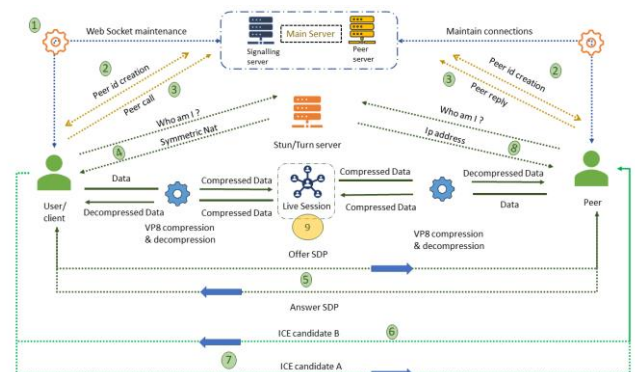 1
Web Socket maintenance
Main Server
Signalling
server
Peer
server
Maintain connections
2
Peer id creation
3
Peer call
Peer id creation
2
3
Peer reply
Who am I ?
Symmetric Nat
4
Stun/Turn server
Who am I ?
Ip address
8
User/
client
Data
Decompressed Data
VP8 compression
& decompression
Compressed Data
Compressed Data
Live Session
9
Compressed Data
Compressed Data
VP8 compression
& decompression
Decompressed Data
Data
Peer
Offer SDP
5
Answer SDP
ICE candidate B
6
7
ICE candidate A